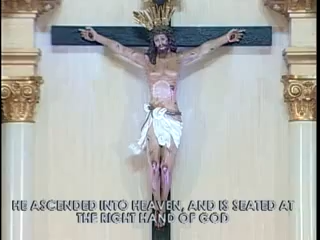 HE ASCENDED INTO HEAVEN, AND IS SEATED AT
THE RIGHT HAND OF GOD